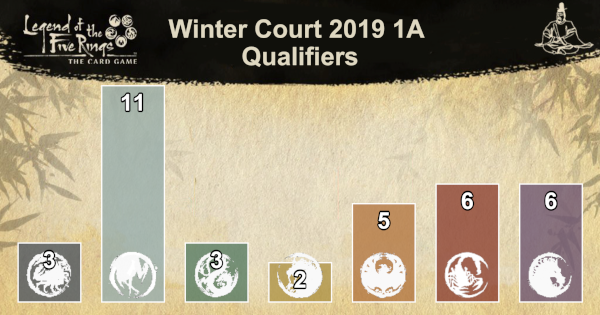 Legend of the
Five Rings
THE CARD GAME
Winter Court 2019 1A
Qualifiers
3
11
3
2
5
6
6